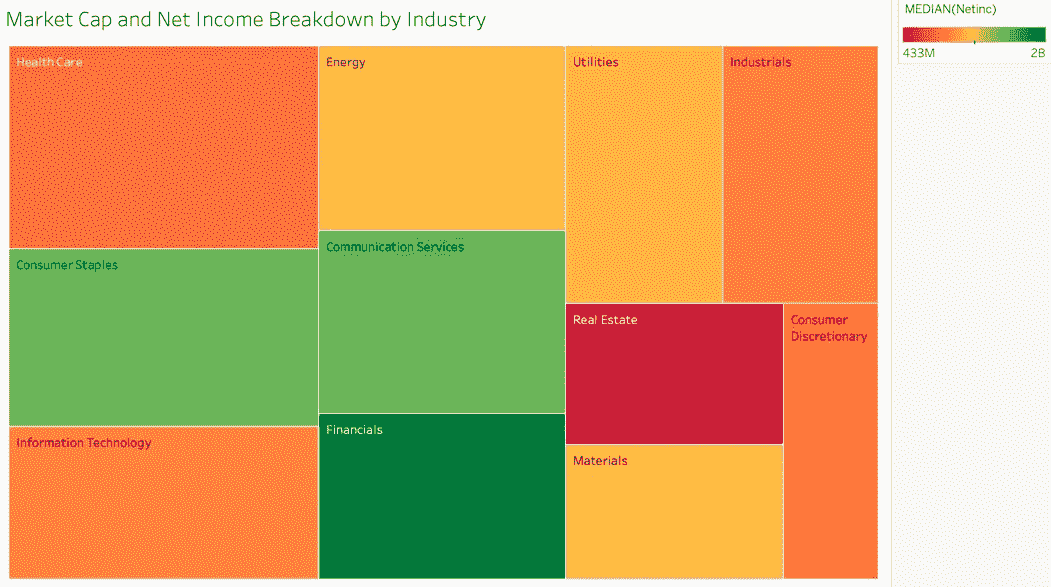 Market Cap and Net Income Breakdown by Industry
MEDIAN(Netinc)
433M 2B
Health Care
Energy
Utilities
Industrials
Consumer Staples
Communication Services
Real Estate
Consumer
Discretionary
Information Technology
Financials
Materials